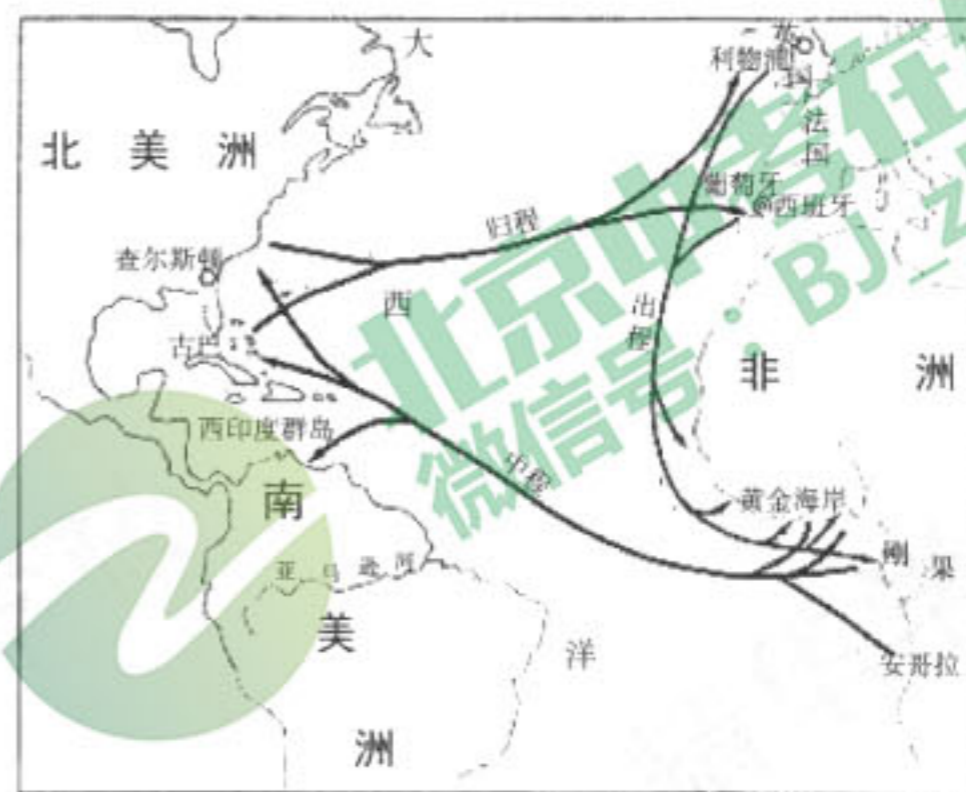 大
利物浦
英国
法国
北美洲
葡萄牙
西班牙
归程
查尔斯顿
西
出程
古巴
非洲
西印度群岛
中程
南
黄金海岸
刚果
亚马逊河
美
洋
安哥拉
洲
北京中考在
微信号：BJ_Z